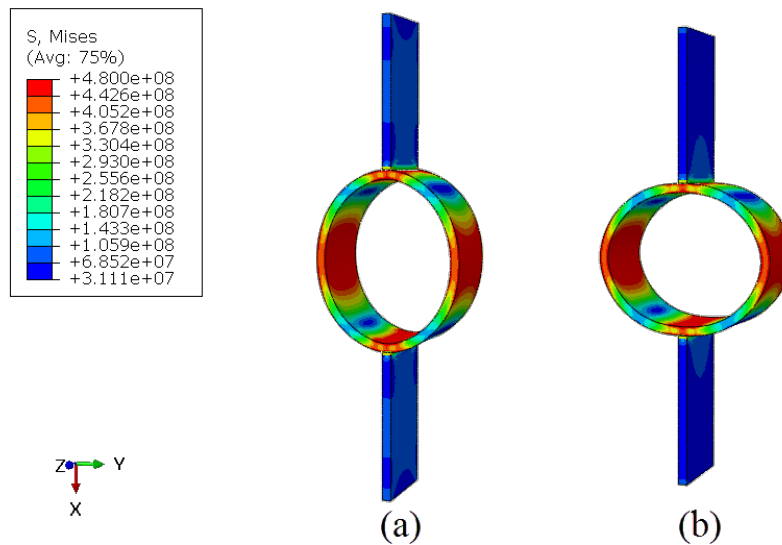 S, Mises
(Avg: 75%)
+4.800e+08
+4.426e+08
+4.052e+08
+3.678e+08
+3.304e+08
+2.930e+08
+2.556e+08
+2.182e+08
+1.807e+08
+1.433e+08
+1.059e+08
+6.852e+07
+3.111e+07
Z Y
X
(a) (b)